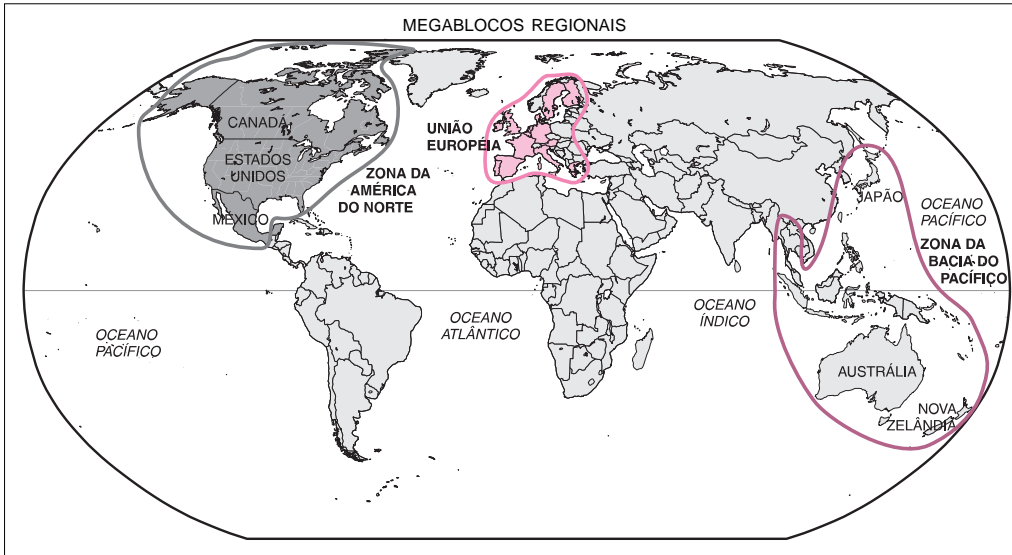 MEGABLOCOS REGIONAIS
CANADÁ
ESTADOS
UNIDOS
MÉXICO
ZONA DA
AMÉRICA
DO NORTE
UNIÃO
EUROPÉIA
JAPÃO
OCEANO
PACÍFICO
ZONA DA
BACIA DO
PACÍFIÇO
OCEANO
PACÍFICO
OCEANO
ATLÂNTICO
OCEANO
ÍNDICO
AUSTRÁLIA
NOVA
ZELÂNDIA